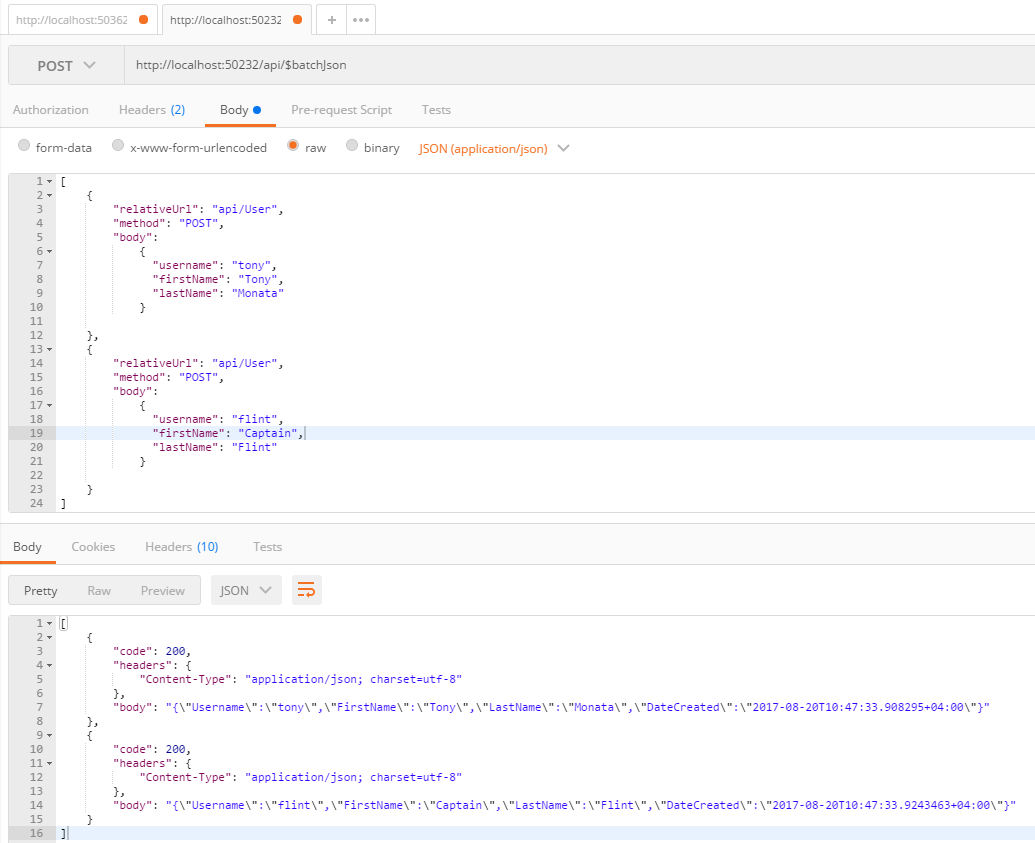 http://localhost:50362 http://localhost:50232 + •••
POST http://localhost:50232/api/$batchJson
Authorization Headers (2) Body Pre-request Script Tests
form-data x-www-form-urlencoded raw binary JSON (application/json)
1 [
2 {
3 "relativeUrl": "api/User",
4 "method": "POST",
5 "body":
6 {
7 "username": "tony",
8 "firstName": "Tony",
9 "lastName": "Monata"
10 }
11
12 },
13 {
14 "relativeUrl": "api/User",
15 "method": "POST",
16 "body":
17 {
18 "username": "flint",
19 "firstName": "Captain",
20 "lastName": "Flint"
21 }
22
23 }
24 ]
Body Cookies Headers (10) Tests
Pretty Raw Preview JSON
1 [
2 {
3 "code": 200,
4 "headers": {
5 "Content-Type": "application/json; charset=utf-8"
6 },
7 "body": "{\"Username\":\"tony\",\"FirstName\":\"Tony\",\"LastName\":\"Monata\",\"DateCreated\":\"2017-08-20T10:47:33.908295+04:00\"}"
8 },
9 {
10 "code": 200,
11 "headers": {
12 "Content-Type": "application/json; charset=utf-8"
13 },
14 "body": "{\"Username\":\"flint\",\"FirstName\":\"Captain\",\"LastName\":\"Flint\",\"DateCreated\":\"2017-08-20T10:47:33.9243463+04:00\"}"
15 }
16 ]